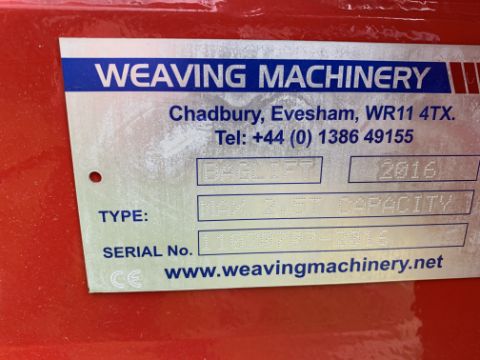 WEAVING MACHINERY
Chadbury, Evesham, WR11 4TX.
Tel: +44 (0) 1386 49155
BAGLIFT 2016
TYPE: MAX 2.5T CAPACITY
SERIAL No. 2016
www.weavingmachinery.net
CE